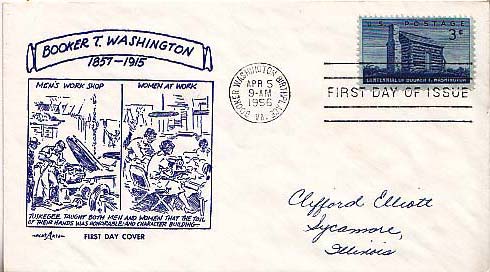 BOOKER T. WASHINGTON
1857-1915
MEN'S WORK SHOP
WOMEN AT WORK
TUSKEGEE TAUGHT BOTH MEN AND WOMEN THAT THE TOIL
OF THEIR HANDS WAS HONORABLE: AND CHARACTER BUILDING—
FIRST DAY COVER
BOOKER WASHINGTON BIRTHPLACE
VA.
APR 5
9-AM
1956
U.S. POSTAGE
3¢
CENTENNIAL OF BOOKER T. WASHINGTON
FIRST DAY OF ISSUE
Clifford Elliott
Sycamore,
Illinois